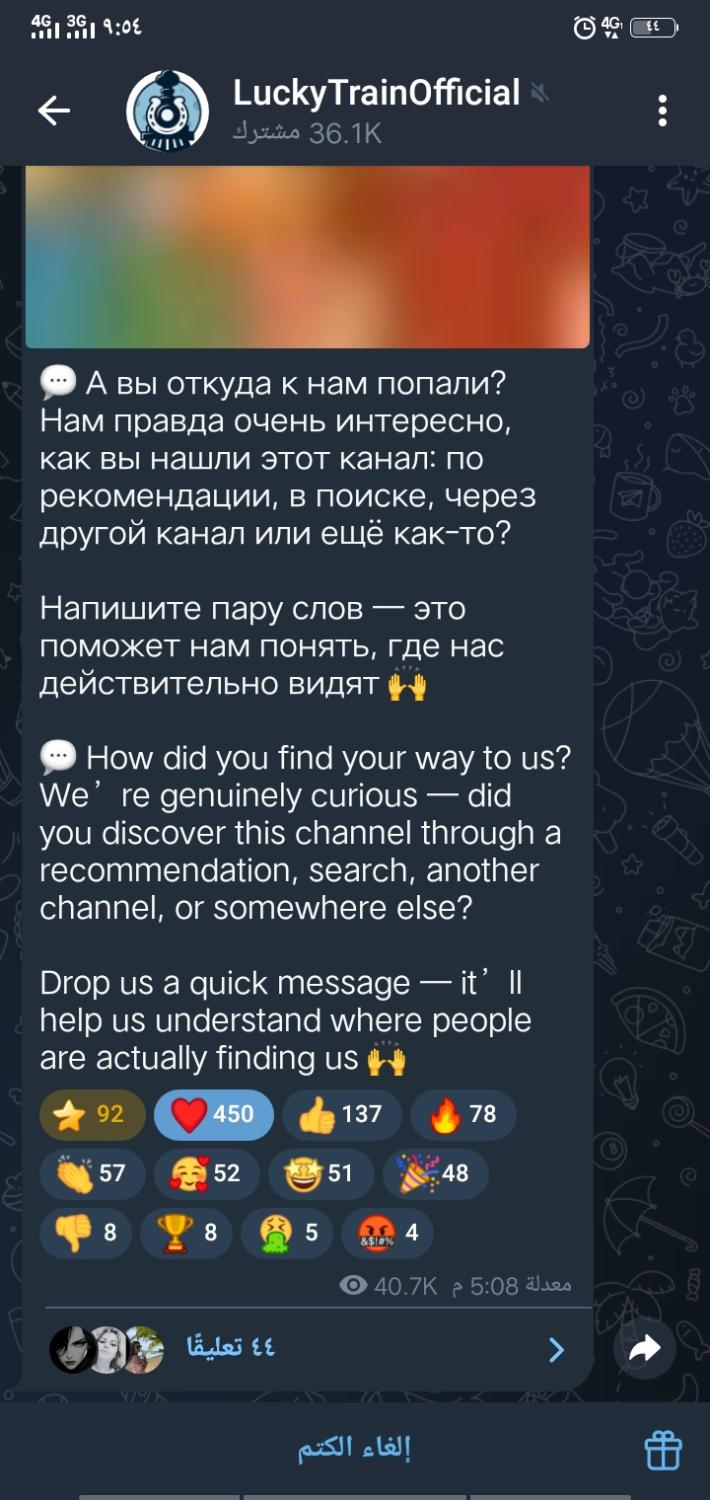 4G 3G ٩:٥٤ 4G ٤٤
LuckyTrainOfficial
36.1K مشترك
💬 А вы откуда к нам попали?
Нам правда очень интересно,
как вы нашли этот канал: по
рекомендации, в поиске, через
другой канал или ещё как-то?
Напишите пару слов — это
поможет нам понять, где нас
действительно видят 🙌
💬 How did you find your way to us?
We’re genuinely curious — did
you discover this channel through a
recommendation, search, another
channel, or somewhere else?
Drop us a quick message — it’ll
help us understand where people
are actually finding us 🙌
⭐ 92 ❤️ 450 👍 137 🔥 78
👏 57 🥰 52 🤩 51 🎉 48
👎 8 🏆 8 🤮 5 🤬 4
40.7K معدلة 5:08 م
٤٤ تعليقًا
إلغاء الكتم